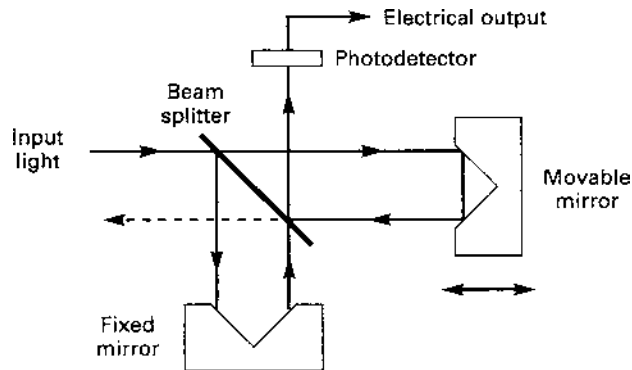 Electrical output
Photodetector
Beam
splitter
Input
light
Movable
mirror
Fixed
mirror